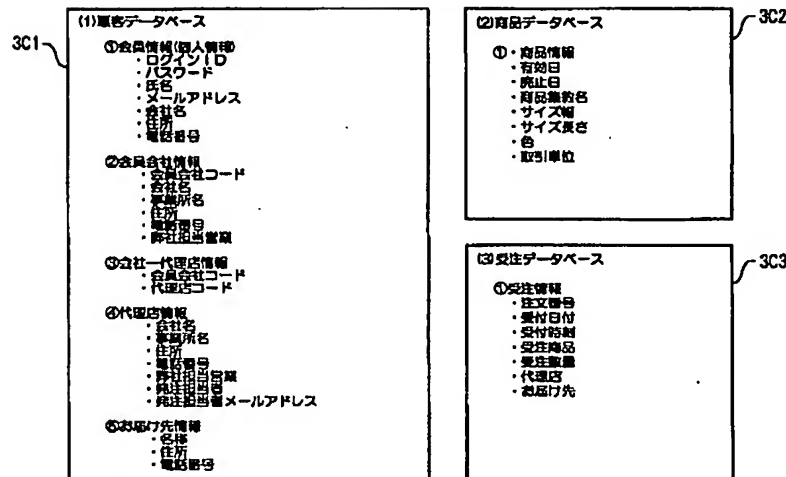 3C1
(1)顧客データベース
①会員情報(個人情報)
・ログインID
・パスワード
・氏名
・メールアドレス
・会社名
・住所
・電話番号
②会員会社情報
・会員会社コード
・会社名
・事業所名
・住所
・電話番号
・弊社担当営業
③会社一代理店情報
・会員会社コード
・代理店コード
④代理店情報
・会社名
・事業所名
・住所
・電話番号
・弊社担当営業
・発注担当者
・発注担当者メールアドレス
⑤お届け先情報
・名様
・住所
・電話番号
3C2
(2)商品データベース
①・商品情報
・有効日
・廃止日
・商品集約名
・サイズ幅
・サイズ長さ
・色
・取引単位
3C3
(3)受注データベース
①受注情報
・注文番号
・受付日付
・受付時刻
・受注商品
・受注数量
・代理店
・お届け先